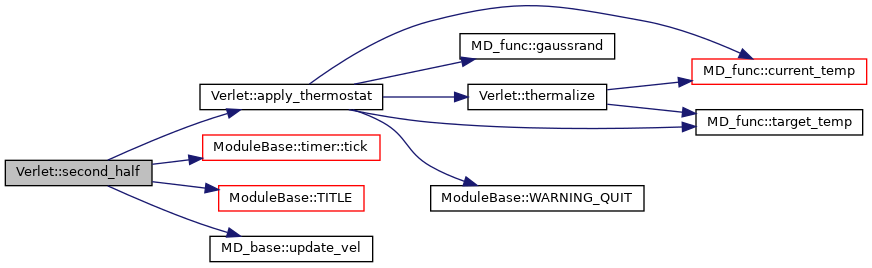 Verlet::second_half
Verlet::apply_thermostat
ModuleBase::timer::tick
ModuleBase::TITLE
MD_base::update_vel
MD_func::gaussrand
Verlet::thermalize
ModuleBase::WARNING_QUIT
MD_func::current_temp
MD_func::target_temp